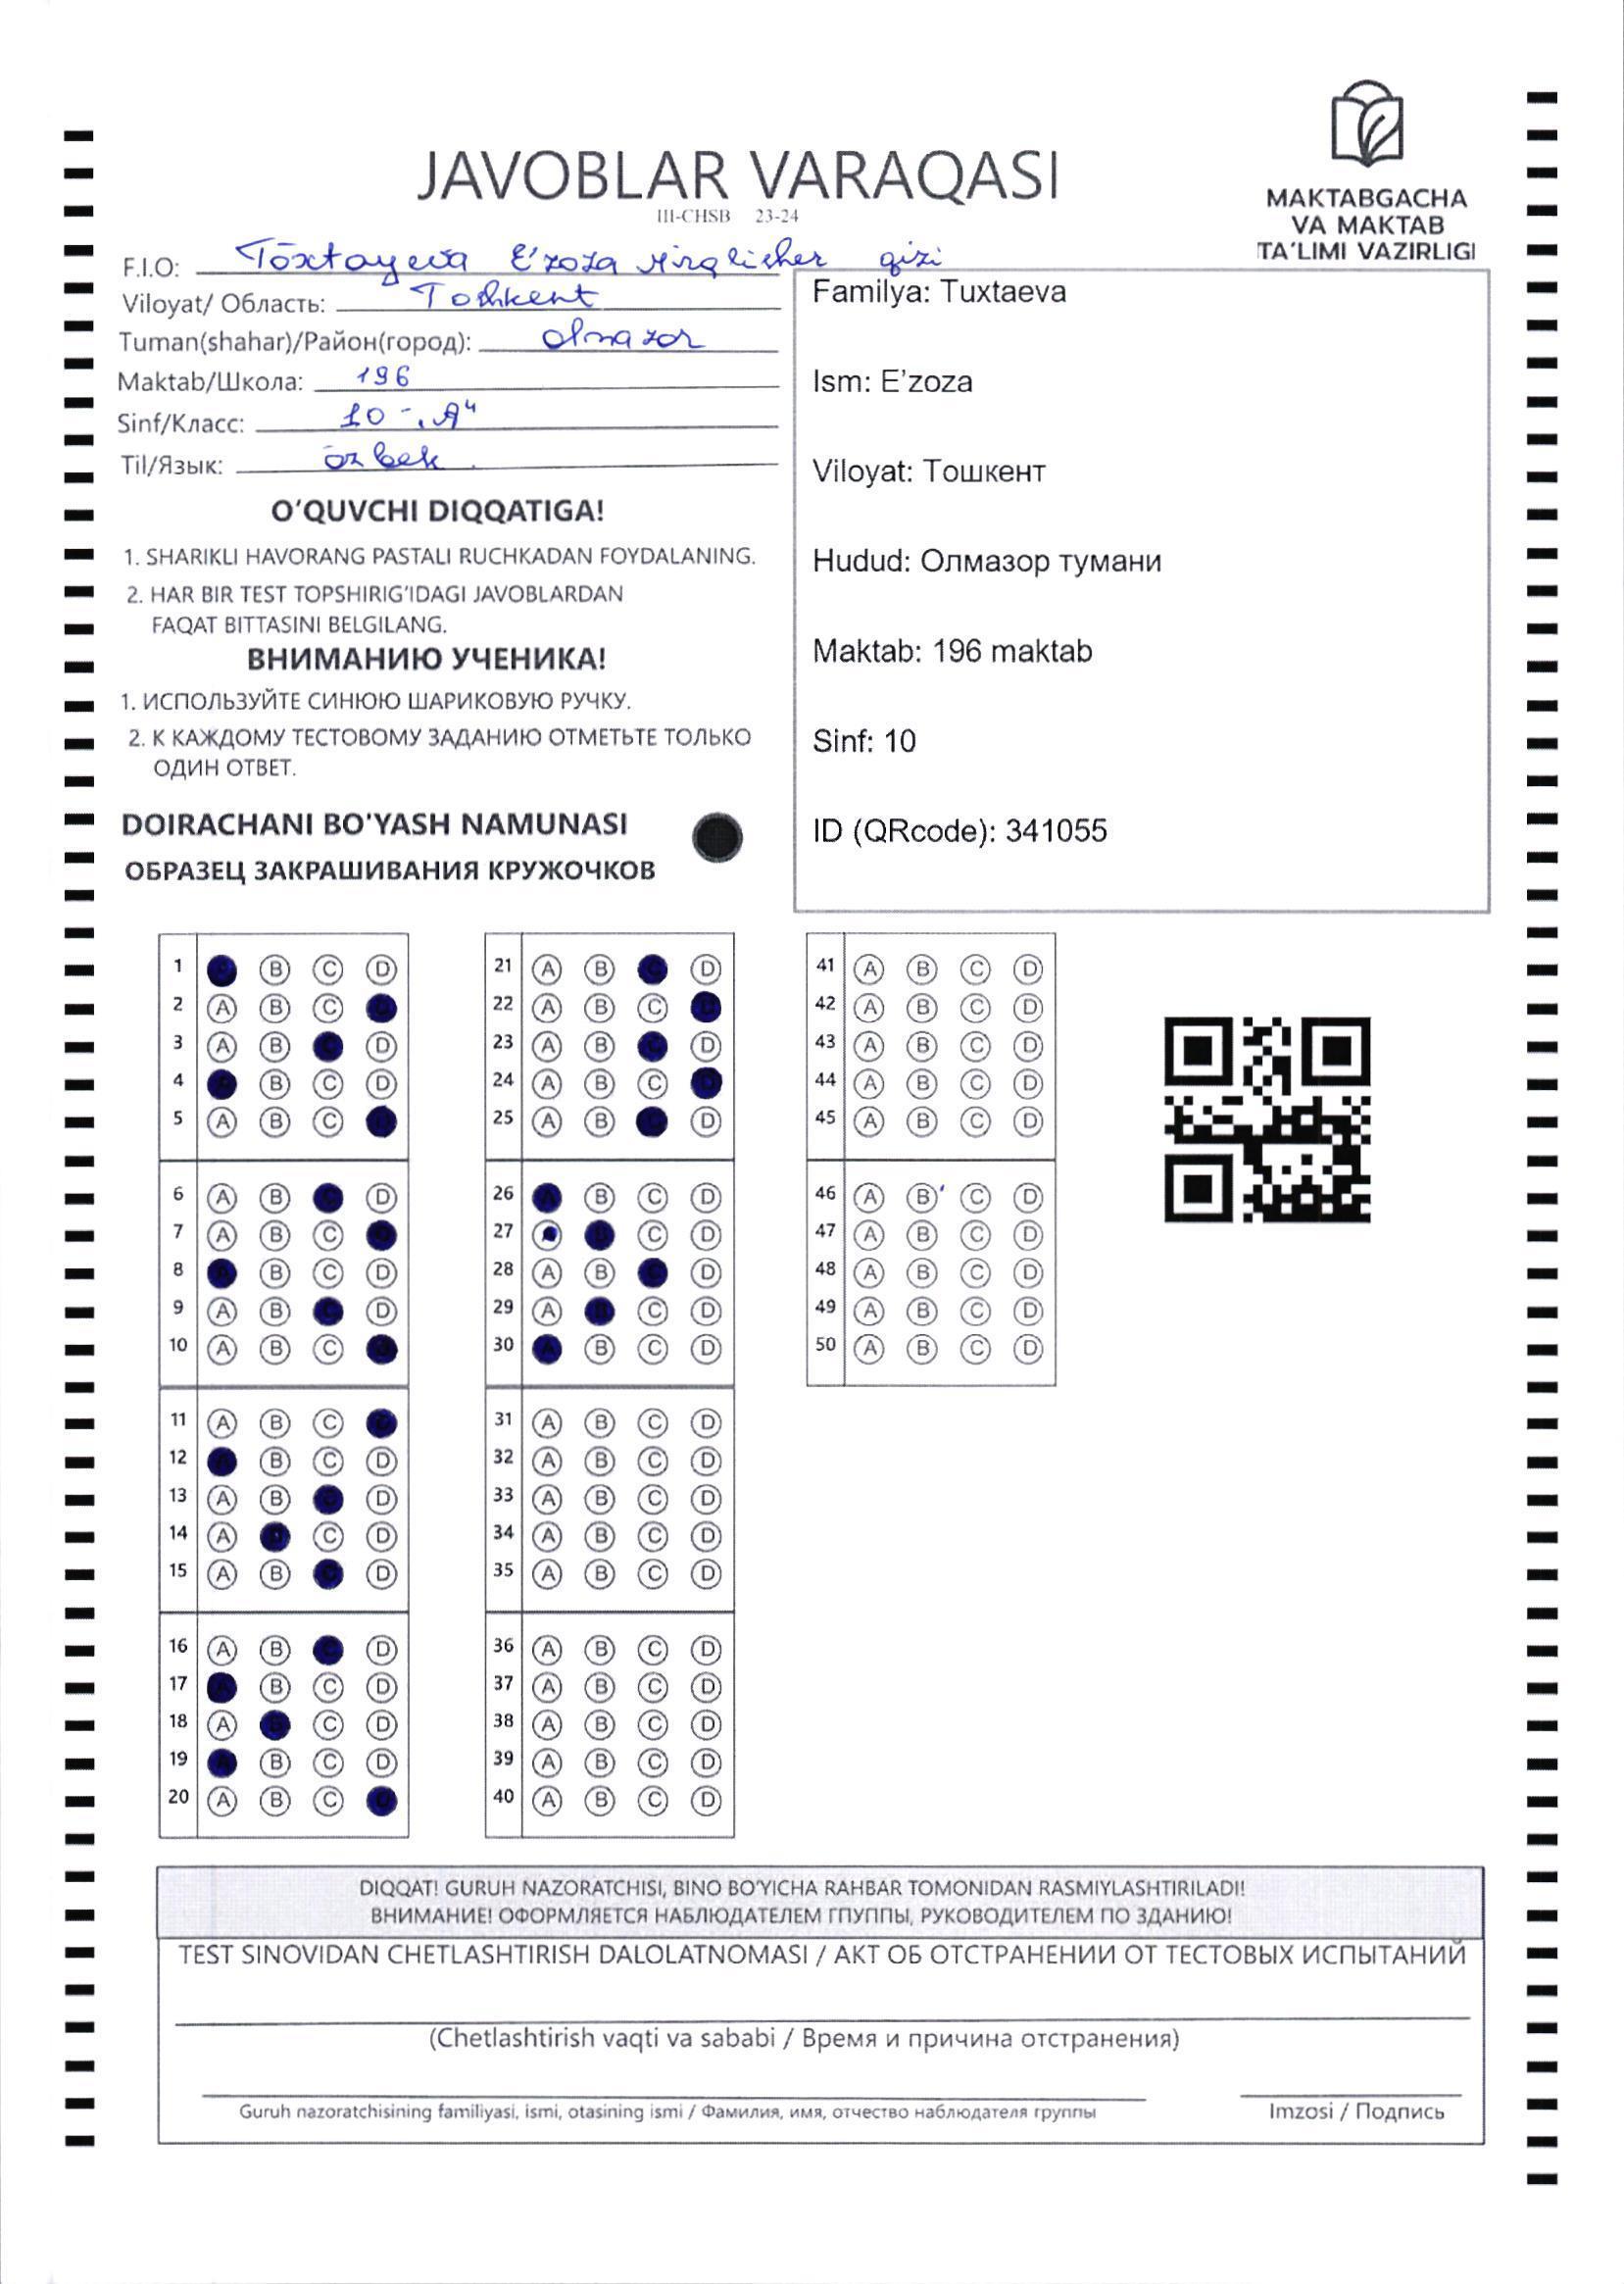 JAVOBLAR VARAQASI
III-CHSB 23-24
MAKTABGACHA
VA MAKTAB
TA'LIMI VAZIRLIGI
F.I.O: Tōxtayeva E'zoza qizi
Viloyat/ Область: Toshkent
Tuman(shahar)/Район(город): Olmazor
Maktab/Школа: 196
Sinf/Класс: 10-„A“
Til/Язык: ōzbek
O'QUVCHI DIQQATIGA!
1. SHARIKLI HAVORANG PASTALI RUCHKADAN FOYDALANING.
2. HAR BIR TEST TOPSHIRIG'IDAGI JAVOBLARDAN
FAQAT BITTASINI BELGILANG.
ВНИМАНИЮ УЧЕНИКА!
1. ИСПОЛЬЗУЙТЕ СИНЮЮ ШАРИКОВУЮ РУЧКУ.
2. К КАЖДОМУ ТЕСТОВОМУ ЗАДАНИЮ ОТМЕТЬТЕ ТОЛЬКО
ОДИН ОТВЕТ.
DOIRACHANI BO'YASH NAMUNASI
ОБРАЗЕЦ ЗАКРАШИВАНИЯ КРУЖОЧКОВ
Familya: Tuxtaeva
Ism: E'zoza
Viloyat: Тошкент
Hudud: Олмазор тумани
Maktab: 196 maktab
Sinf: 10
ID (QRcode): 341055
1 B C D
2 A B C
3 A B D
4 B C D
5 A B C
6 A B D
7 A B C
8 A B C D
9 A B C D
10 A B C
11 A B C
12 B C D
13 A B D
14 A C D
15 A B D
16 A B D
17 B C D
18 A C D
19 A B C D
20 A B C
21 A B C D
22 A B C
23 A B C D
24 A B C D
25 A B D
26 A B C D
27 B C D
28 A B C D
29 A C D
30 A B C D
31 A B C D
32 A B C D
33 A B C D
34 A B C D
35 A B C D
36 A B C D
37 A B C D
38 A B C D
39 A B C D
40 A B C D
41 A B C D
42 A B C D
43 A B C D
44 A B C D
45 A B C D
46 A B C D
47 A B C D
48 A B C D
49 A B C D
50 A B C D
DIQQAT! GURUH NAZORATCHISI, BINO BO'YICHA RAHBAR TOMONIDAN RASMIYLASHTIRILADI!
ВНИМАНИЕ! ОФОРМЛЯЕТСЯ НАБЛЮДАТЕЛЕМ ГПУППЫ, РУКОВОДИТЕЛЕМ ПО ЗДАНИЮ!
TEST SINOVIDAN CHETLASHTIRISH DALOLATNOMASI / АКТ ОБ ОТСТРАНЕНИИ ОТ ТЕСТОВЫХ ИСПЫТАНИЙ
(Chetlashtirish vaqti va sababi / Время и причина отстранения)
Guruh nazoratchisining familiyasi, ismi, otasining ismi / Фамилия, имя, отчество наблюдателя группы
Imzosi / Подпись